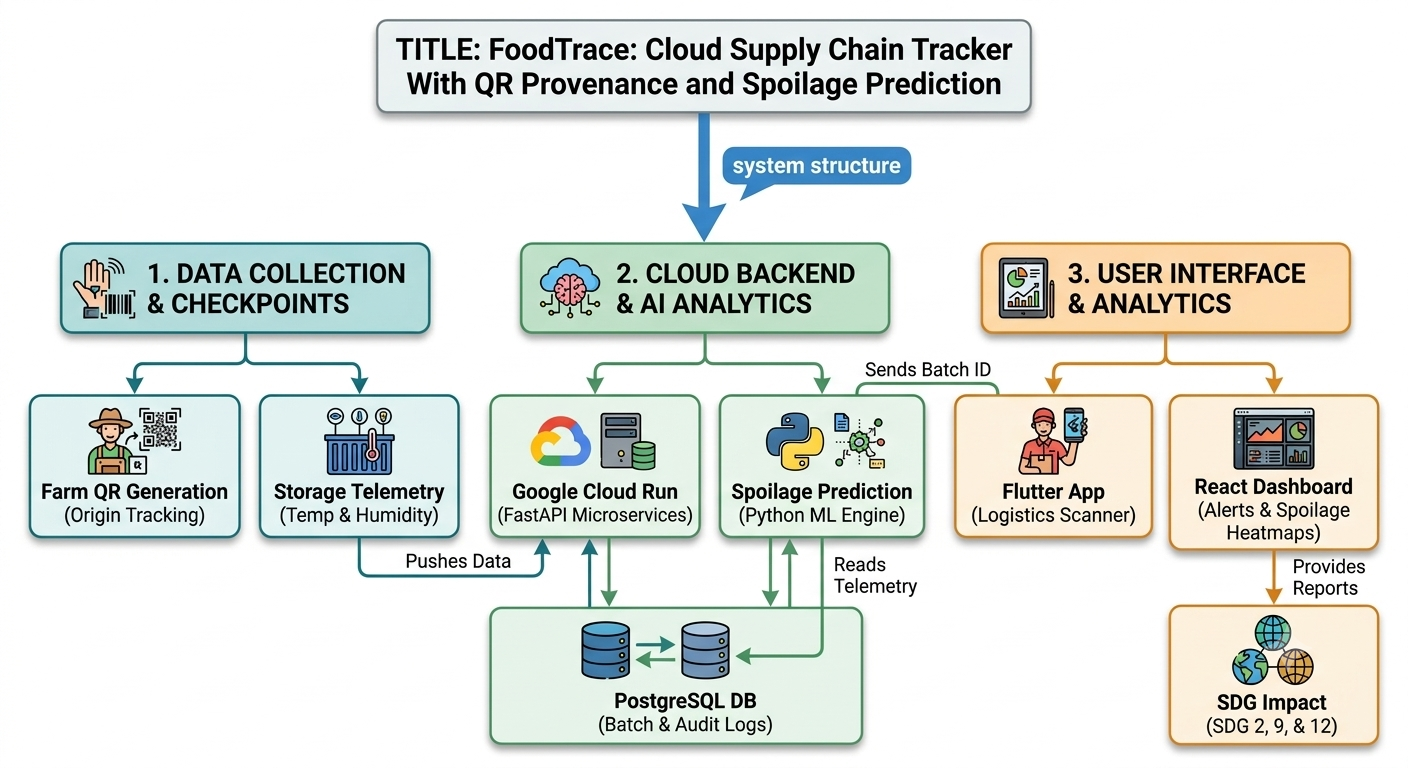 TITLE: FoodTrace: Cloud Supply Chain Tracker
With QR Provenance and Spoilage Prediction
system structure
1. DATA COLLECTION
& CHECKPOINTS
2. CLOUD BACKEND
& AI ANALYTICS
3. USER INTERFACE
& ANALYTICS
Sends Batch ID
Farm QR Generation
(Origin Tracking)
Storage Telemetry
(Temp & Humidity)
Google Cloud Run
(FastAPI Microservices)
Spoilage Prediction
(Python ML Engine)
Flutter App
(Logistics Scanner)
React Dashboard
(Alerts & Spoilage
Heatmaps)
Pushes Data
Reads
Telemetry
Provides
Reports
PostgreSQL DB
(Batch & Audit Logs)
SDG Impact
(SDG 2, 9, & 12)